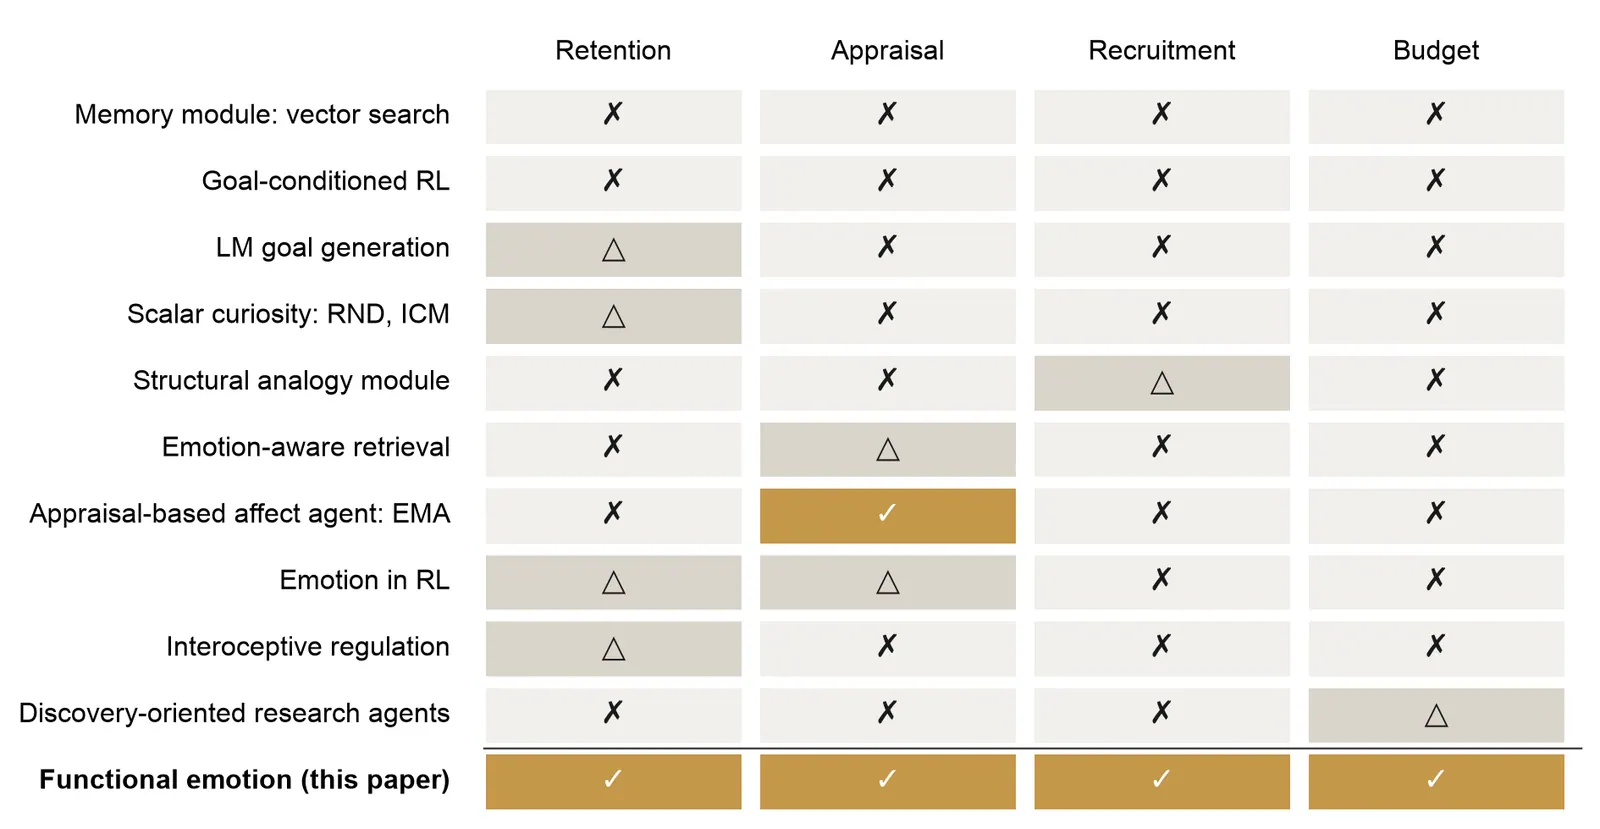 Retention Appraisal Recruitment Budget
Memory module: vector search ✗ ✗ ✗ ✗
Goal-conditioned RL ✗ ✗ ✗ ✗
LM goal generation △ ✗ ✗ ✗
Scalar curiosity: RND, ICM △ ✗ ✗ ✗
Structural analogy module ✗ ✗ △ ✗
Emotion-aware retrieval ✗ △ ✗ ✗
Appraisal-based affect agent: EMA ✗ ✓ ✗ ✗
Emotion in RL △ △ ✗ ✗
Interoceptive regulation △ ✗ ✗ ✗
Discovery-oriented research agents ✗ ✗ ✗ △
Functional emotion (this paper) ✓ ✓ ✓ ✓